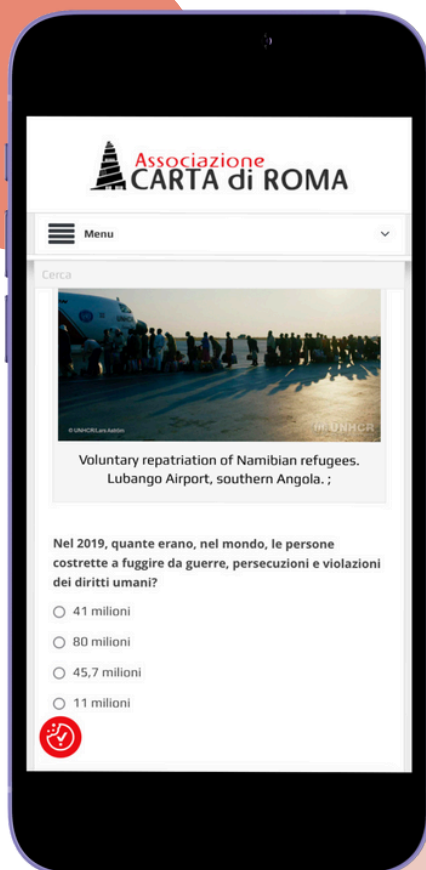 Associazione
CARTA di ROMA
Menu
Cerca
© UNHCR/Lars Aström
UNHCR
Voluntary repatriation of Namibian refugees.
Lubango Airport, southern Angola. ;
Nel 2019, quante erano, nel mondo, le persone
costrette a fuggire da guerre, persecuzioni e violazioni
dei diritti umani?
41 milioni
80 milioni
45,7 milioni
11 milioni